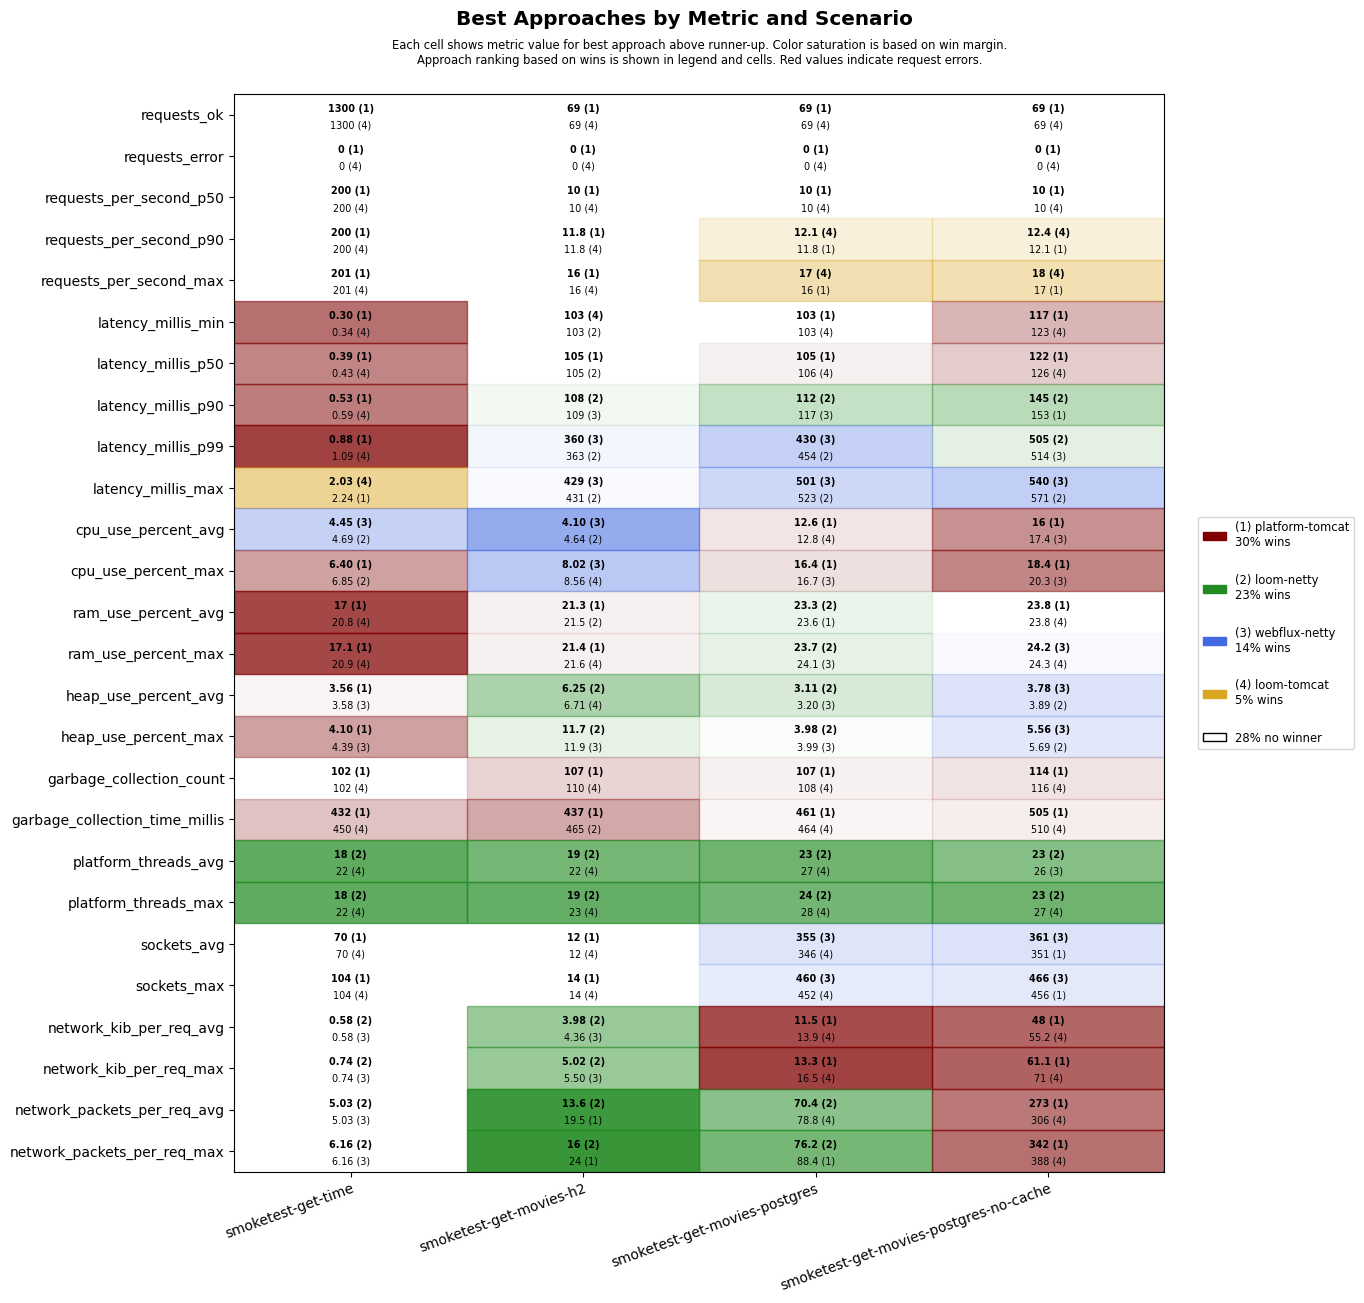 Best Approaches by Metric and Scenario
Each cell shows metric value for best approach above runner-up. Color saturation is based on win margin.
Approach ranking based on wins is shown in legend and cells. Red values indicate request errors.
requests_ok
1300 (1) 69 (1) 69 (1) 69 (1)
1300 (4) 69 (4) 69 (4) 69 (4)
requests_error
0 (1) 0 (1) 0 (1) 0 (1)
0 (4) 0 (4) 0 (4) 0 (4)
requests_per_second_p50
200 (1) 10 (1) 10 (1) 10 (1)
200 (4) 10 (4) 10 (4) 10 (4)
requests_per_second_p90
200 (1) 11.8 (1) 12.1 (4) 12.4 (4)
200 (4) 11.8 (4) 11.8 (1) 12.1 (1)
requests_per_second_max
201 (1) 16 (1) 17 (4) 18 (4)
201 (4) 16 (4) 16 (1) 17 (1)
latency_millis_min
0.30 (1) 103 (4) 103 (1) 117 (1)
0.34 (4) 103 (2) 103 (4) 123 (4)
latency_millis_p50
0.39 (1) 105 (1) 105 (1) 122 (1)
0.43 (4) 105 (2) 106 (4) 126 (4)
latency_millis_p90
0.53 (1) 108 (2) 112 (2) 145 (2)
0.59 (4) 109 (3) 117 (3) 153 (1)
latency_millis_p99
0.88 (1) 360 (3) 430 (3) 505 (2)
1.09 (4) 363 (2) 454 (2) 514 (3)
latency_millis_max
2.03 (4) 429 (3) 501 (3) 540 (3)
2.24 (1) 431 (2) 523 (2) 571 (2)
cpu_use_percent_avg
4.45 (3) 4.10 (3) 12.6 (1) 16 (1)
4.69 (2) 4.64 (2) 12.8 (4) 17.4 (3)
cpu_use_percent_max
6.40 (1) 8.02 (3) 16.4 (1) 18.4 (1)
6.85 (2) 8.56 (4) 16.7 (3) 20.3 (3)
ram_use_percent_avg
17 (1) 21.3 (1) 23.3 (2) 23.8 (1)
20.8 (4) 21.5 (2) 23.6 (1) 23.8 (4)
ram_use_percent_max
17.1 (1) 21.4 (1) 23.7 (2) 24.2 (3)
20.9 (4) 21.6 (4) 24.1 (3) 24.3 (4)
heap_use_percent_avg
3.56 (1) 6.25 (2) 3.11 (2) 3.78 (3)
3.58 (3) 6.71 (4) 3.20 (3) 3.89 (2)
heap_use_percent_max
4.10 (1) 11.7 (2) 3.98 (2) 5.56 (3)
4.39 (3) 11.9 (3) 3.99 (3) 5.69 (2)
garbage_collection_count
102 (1) 107 (1) 107 (1) 114 (1)
102 (4) 110 (4) 108 (4) 116 (4)
garbage_collection_time_millis
432 (1) 437 (1) 461 (1) 505 (1)
450 (4) 465 (2) 464 (4) 510 (4)
platform_threads_avg
18 (2) 19 (2) 23 (2) 23 (2)
22 (4) 22 (4) 27 (4) 26 (3)
platform_threads_max
18 (2) 19 (2) 24 (2) 23 (2)
22 (4) 23 (4) 28 (4) 27 (4)
sockets_avg
70 (1) 12 (1) 355 (3) 361 (3)
70 (4) 12 (4) 346 (4) 351 (1)
sockets_max
104 (1) 14 (1) 460 (3) 466 (3)
104 (4) 14 (4) 452 (4) 456 (1)
network_kib_per_req_avg
0.58 (2) 3.98 (2) 11.5 (1) 48 (1)
0.58 (3) 4.36 (3) 13.9 (4) 55.2 (4)
network_kib_per_req_max
0.74 (2) 5.02 (2) 13.3 (1) 61.1 (1)
0.74 (3) 5.50 (3) 16.5 (4) 71 (4)
network_packets_per_req_avg
5.03 (2) 13.6 (2) 70.4 (2) 273 (1)
5.03 (3) 19.5 (1) 78.8 (4) 306 (4)
network_packets_per_req_max
6.16 (2) 16 (2) 76.2 (2) 342 (1)
6.16 (3) 24 (1) 88.4 (1) 388 (4)
smoketest-get-time
smoketest-get-movies-h2
smoketest-get-movies-postgres
smoketest-get-movies-postgres-no-cache
(1) platform-tomcat
30% wins
(2) loom-netty
23% wins
(3) webflux-netty
14% wins
(4) loom-tomcat
5% wins
28% no winner